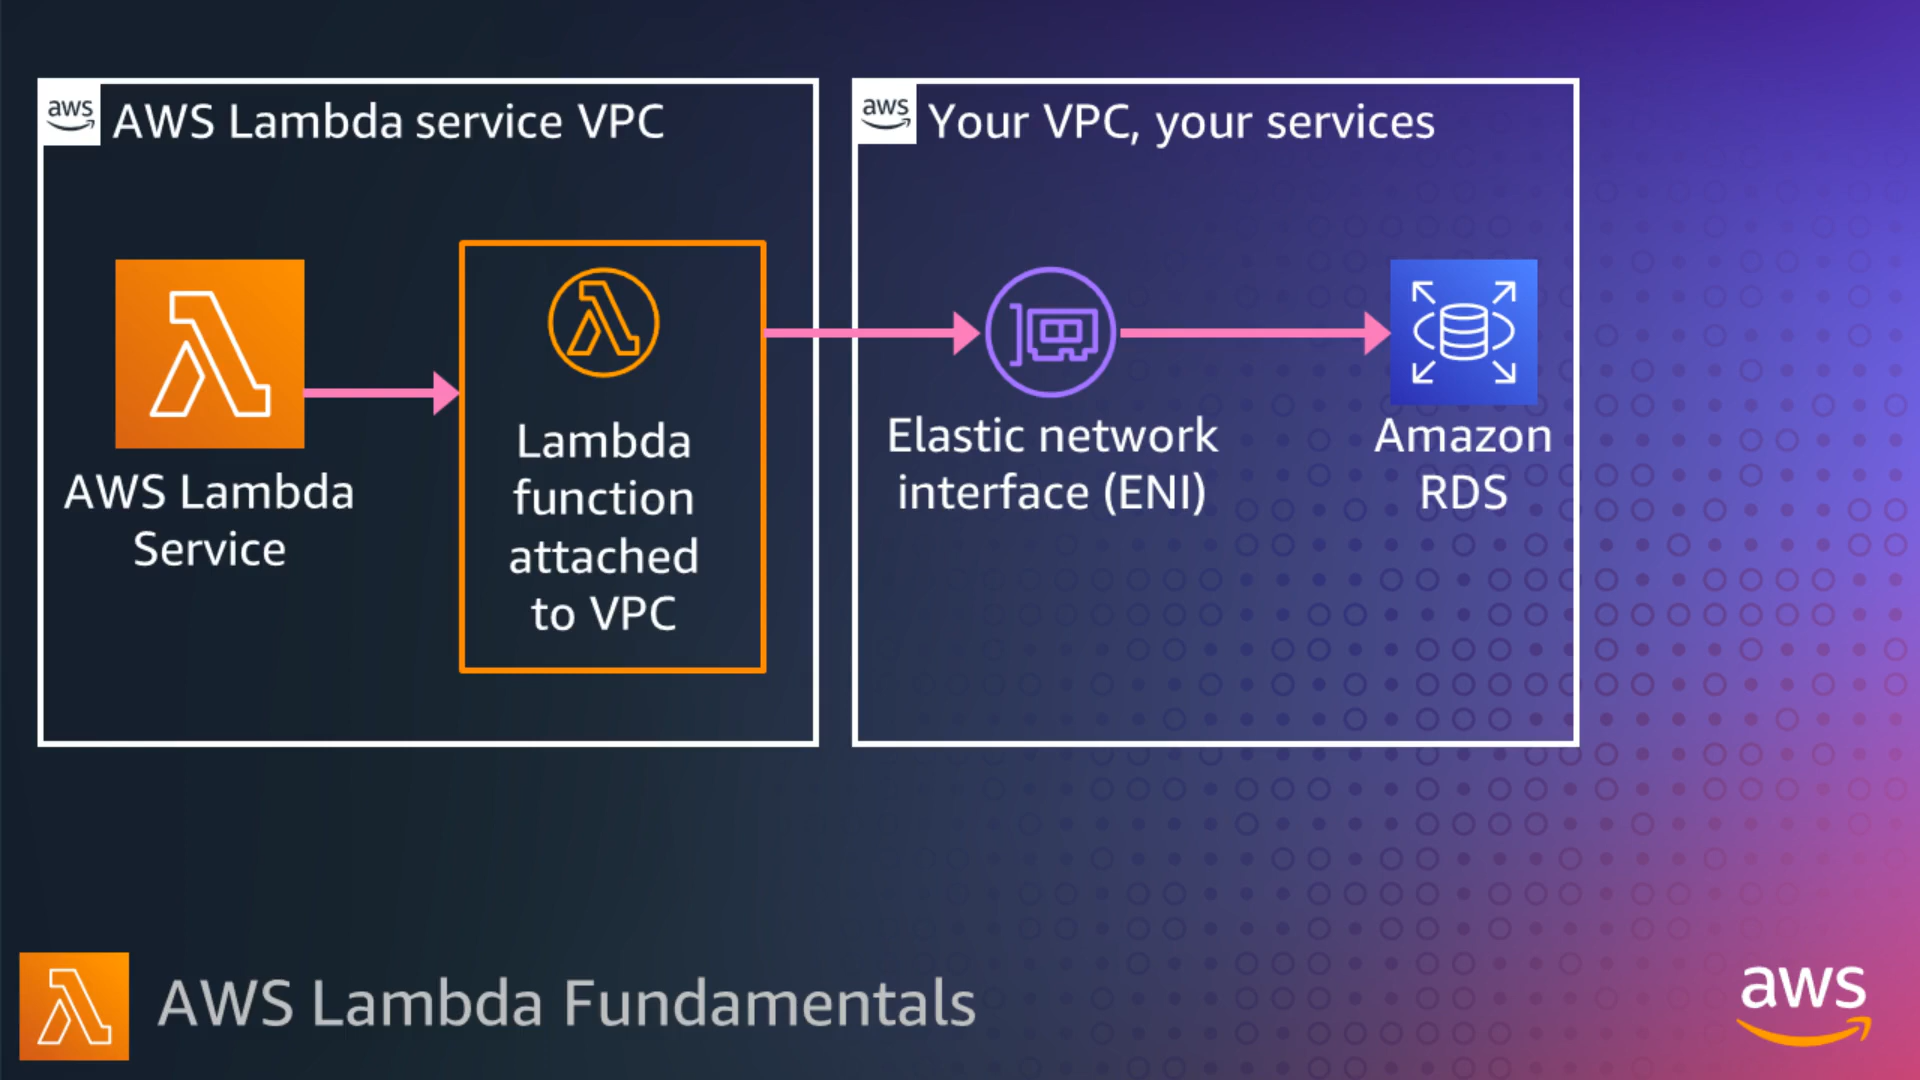 aws AWS Lambda service VPC
aws Your VPC, your services
AWS Lambda
Service
Lambda
function
attached
to VPC
Elastic network
interface (ENI)
Amazon
RDS
AWS Lambda Fundamentals
aws